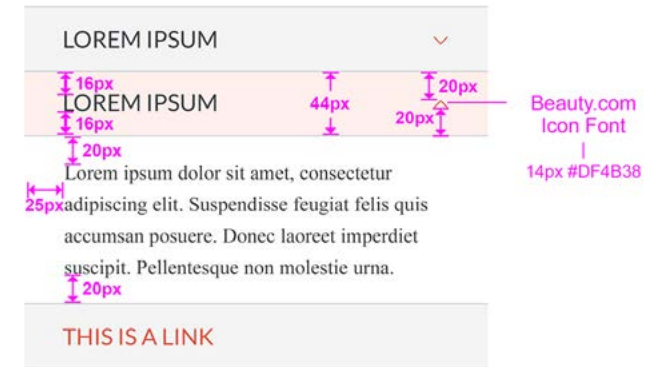 LOREM IPSUM
16px
20px
LOREM IPSUM
44px
16px
20px
Beauty.com
Icon Font
14px #DF4B38
20px
Lorem ipsum dolor sit amet, consectetur
25px
adipiscing elit. Suspendisse feugiat felis quis
accumsan posuere. Donec laoreet imperdiet
suscipit. Pellentesque non molestie urna.
20px
THIS IS A LINK